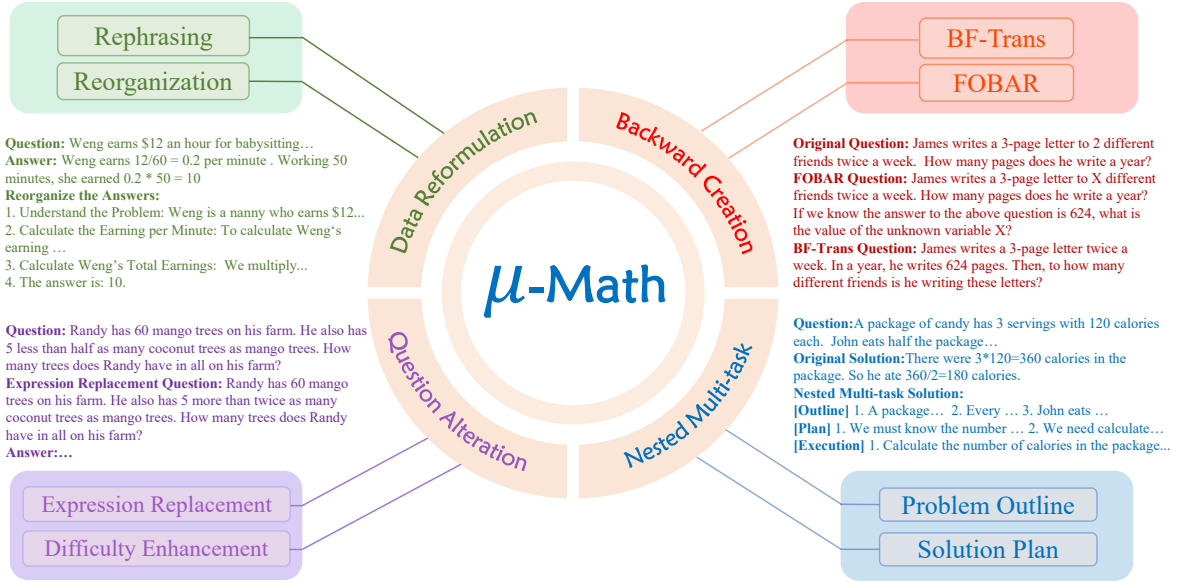 Rephrasing
Reorganization
Question: Weng earns $12 an hour for babysitting…
Answer: Weng earns 12/60 = 0.2 per minute . Working 50
minutes, she earned 0.2 * 50 = 10
Reorganize the Answers:
1. Understand the Problem: Weng is a nanny who earns $12...
2. Calculate the Earning per Minute: To calculate Weng‘s
earning …
3. Calculate Weng’s Total Earnings:  We multiply...
4. The answer is: 10.
BF-Trans
FOBAR
Original Question: James writes a 3-page letter to 2 different
friends twice a week.  How many pages does he write a year?
FOBAR Question: James writes a 3-page letter to X different
friends twice a week. How many pages does he write a year?
If we know the answer to the above question is 624, what is
the value of the unknown variable X?
BF-Trans Question: James writes a 3-page letter twice a
week. In a year, he writes 624 pages. Then, to how many
different friends is he writing these letters?
Data Reformulation
Backward Creation
μ-Math
Question Alteration
Nested Multi-task
Question: Randy has 60 mango trees on his farm. He also has
5 less than half as many coconut trees as mango trees. How
many trees does Randy have in all on his farm?
Expression Replacement Question: Randy has 60 mango
trees on his farm. He also has 5 more than twice as many
coconut trees as mango trees. How many trees does Randy
have in all on his farm?
Answer:…
Expression Replacement
Difficulty Enhancement
Question:A package of candy has 3 servings with 120 calories
each.  John eats half the package…
Original Solution:There were 3*120=360 calories in the
package. So he ate 360/2=180 calories.
Nested Multi-task Solution:
[Outline] 1. A package…  2. Every … 3. John eats …
[Plan] 1. We must know the number … 2. We need calculate…
[Execution] 1. Calculate the number of calories in the package...
Problem Outline
Solution Plan